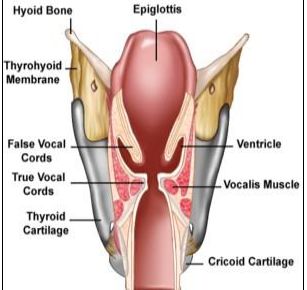 Hyoid Bone
Epiglottis
Thyrohyoid
Membrane
False Vocal
Cords
Ventricle
True Vocal
Cords
Vocalis Muscle
Thyroid
Cartilage
Cricoid Cartilage